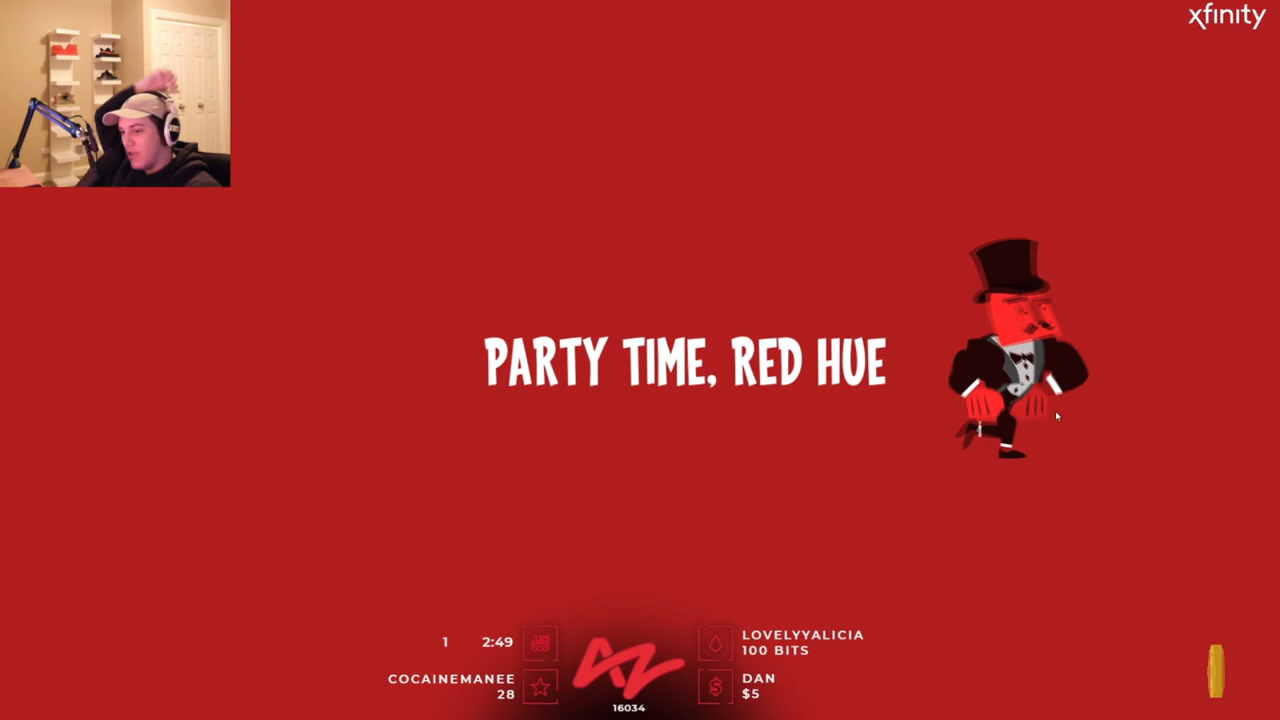 xfinity
PARTY TIME, RED HUE
1 2:49
COCAINEMANEE
28
16034
LOVELYYALICIA
100 BITS
DAN
$5